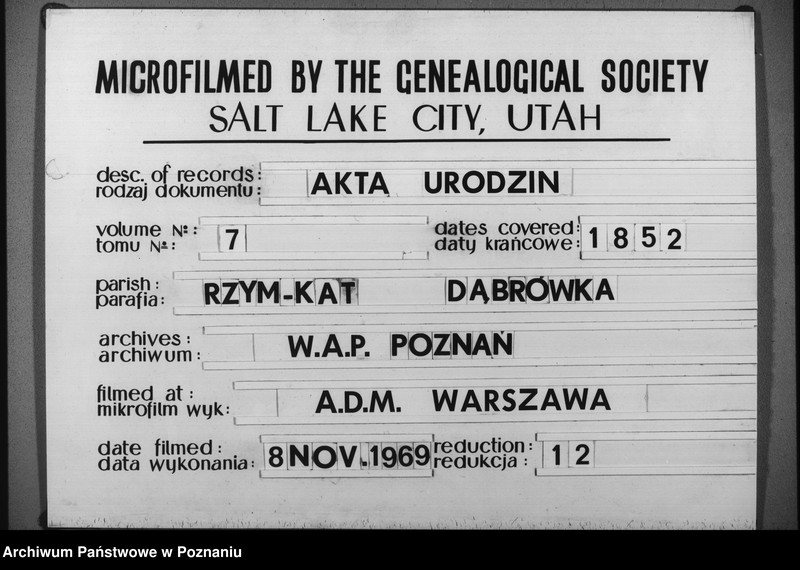 MICROFILMED BY THE GENEALOGICAL SOCIETY
SALT LAKE CITY, UTAH
desc. of records:
rodzaj dokumentu:
AKTA URODZIN
volume №:
tomu №:
7
dates covered:
daty krańcowe:
1852
parish:
parafia:
RZYM-KAT DĄBRÓWKA
archives:
archiwum:
W.A.P. POZNAŃ
filmed at:
mikrofilm wyk:
A.D.M. WARSZAWA
date filmed:
data wykonania:
8 NOV. 1969
reduction:
redukcja:
12
Archiwum Państwowe w Poznaniu